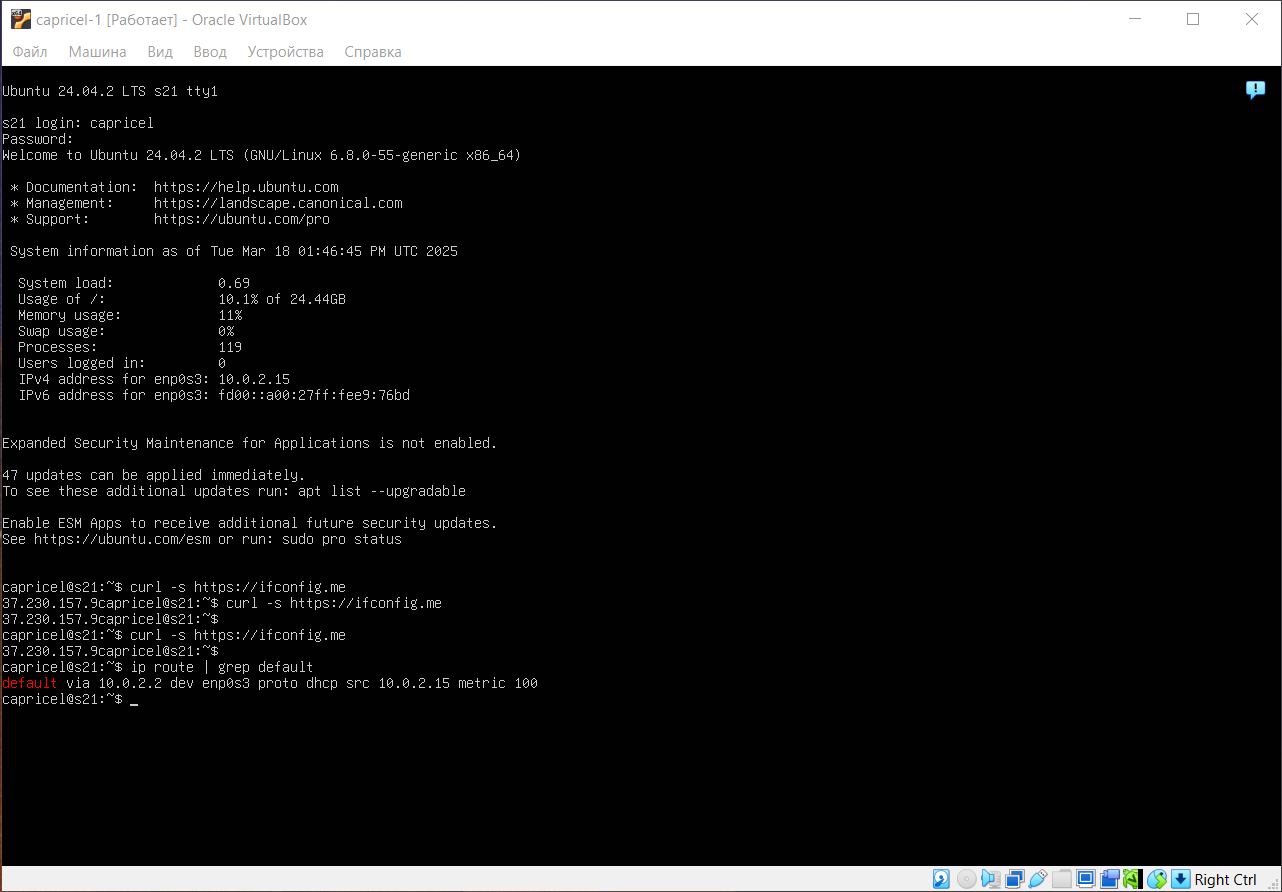 capricel-1 [Работает] - Oracle VirtualBox
Файл Машина Вид Ввод Устройства Справка
Ubuntu 24.04.2 LTS s21 tty1
s21 login: capricel
Password:
Welcome to Ubuntu 24.04.2 LTS (GNU/Linux 6.8.0-55-generic x86_64)
* Documentation: https://help.ubuntu.com
* Management: https://landscape.canonical.com
* Support: https://ubuntu.com/pro
System information as of Tue Mar 18 01:46:45 PM UTC 2025
System load: 0.69
Usage of /: 10.1% of 24.44GB
Memory usage: 11%
Swap usage: 0%
Processes: 119
Users logged in: 0
IPv4 address for enp0s3: 10.0.2.15
IPv6 address for enp0s3: fd00::a00:27ff:fee9:76bd
Expanded Security Maintenance for Applications is not enabled.
47 updates can be applied immediately.
To see these additional updates run: apt list --upgradable
Enable ESM Apps to receive additional future security updates.
See https://ubuntu.com/esm or run: sudo pro status
capricel@s21:~$ curl -s https://ifconfig.me
37.230.157.9capricel@s21:~$ curl -s https://ifconfig.me
37.230.157.9capricel@s21:~$
capricel@s21:~$ curl -s https://ifconfig.me
37.230.157.9capricel@s21:~$
capricel@s21:~$ ip route | grep default
default via 10.0.2.2 dev enp0s3 proto dhcp src 10.0.2.15 metric 100
capricel@s21:~$ _
Right Ctrl